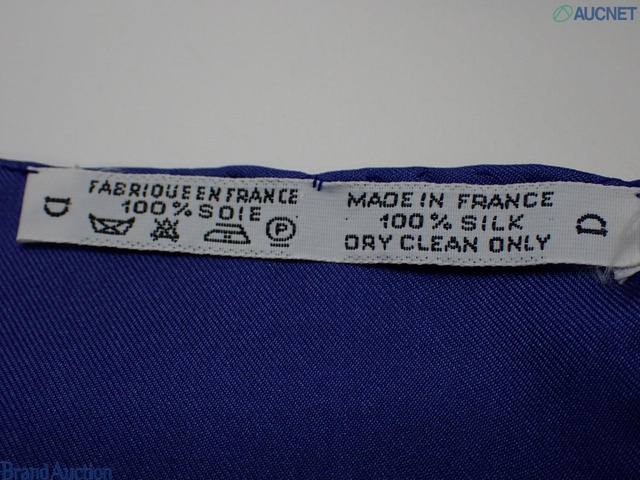 AUCNET
FABRIQUE EN FRANCE
100% SOIE
P
MADE IN FRANCE
100% SILK
DRY CLEAN ONLY
D
D
Brand Auction